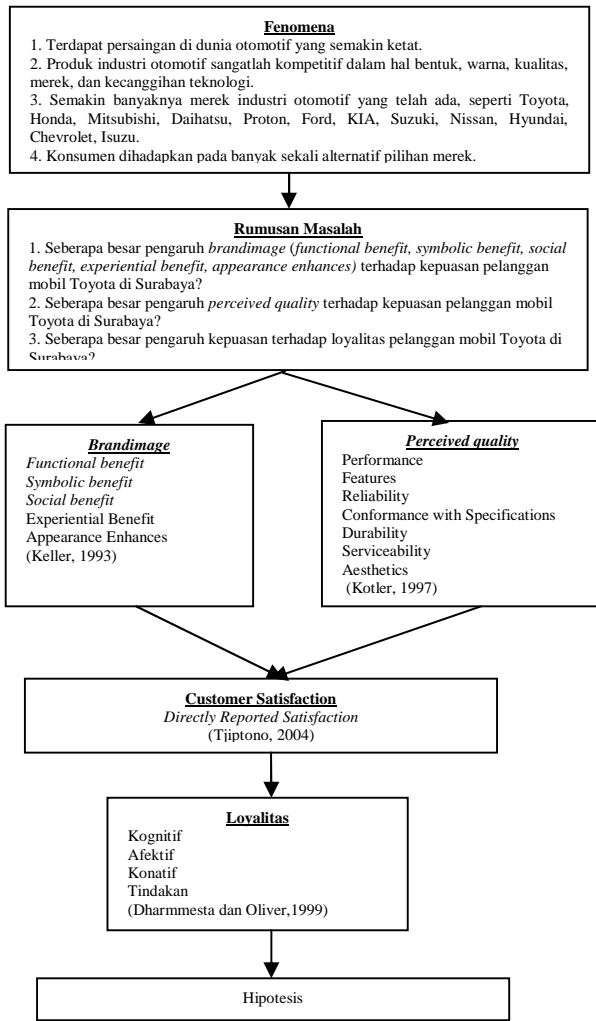 Fenomena
1. Terdapat persaingan di dunia otomotif yang semakin ketat.
2. Produk industri otomotif sangatlah kompetitif dalam hal bentuk, warna, kualitas,
merek, dan kecanggihan teknologi.
3. Semakin banyaknya merek industri otomotif yang telah ada, seperti Toyota,
Honda, Mitsubishi, Daihatsu, Proton, Ford, KIA, Suzuki, Nissan, Hyundai,
Chevrolet, Isuzu.
4. Konsumen dihadapkan pada banyak sekali alternatif pilihan merek.
Rumusan Masalah
1. Seberapa besar pengaruh brandimage (functional benefit, symbolic benefit, social
benefit, experiential benefit, appearance enhances) terhadap kepuasan pelanggan
mobil Toyota di Surabaya?
2. Seberapa besar pengaruh perceived quality terhadap kepuasan pelanggan mobil
Toyota di Surabaya?
3. Seberapa besar pengaruh kepuasan terhadap loyalitas pelanggan mobil Toyota di
Surabaya?
Brandimage
Functional benefit
Symbolic benefit
Social benefit
Experiential Benefit
Appearance Enhances
(Keller, 1993)
Perceived quality
Performance
Features
Reliability
Conformance with Specifications
Durability
Serviceability
Aesthetics
(Kotler, 1997)
Customer Satisfaction
Directly Reported Satisfaction
(Tjiptono, 2004)
Loyalitas
Kognitif
Afektif
Konatif
Tindakan
(Dharmmesta dan Oliver,1999)
Hipotesis